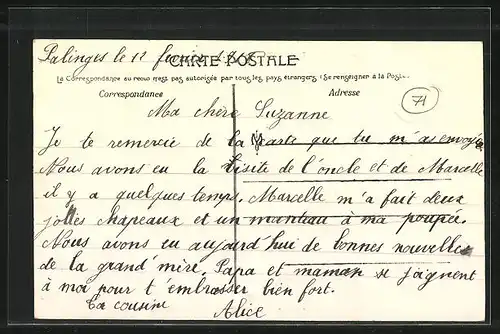 Palinges le 12 février
CARTE POSTALE
La Correspondance au recto n'est pas autorisée par tous les pays étrangers (Se renseigner à la Poste)
Correspondance
Adresse
71
Ma chère Suzanne
Je te remercie de la carte que tu m'as envoyée
Nous avons eu la visite de l'oncle et de Marcelle
il y a quelques temps. Marcelle m'a fait deux
jolies chapeaux et un manteau à ma poupée.
Nous avons eu aujourd'hui de bonnes nouvelles
de la grand'mère. Papa et maman se joignent
à moi pour t'embrasser bien fort.
Ta cousine
Alice